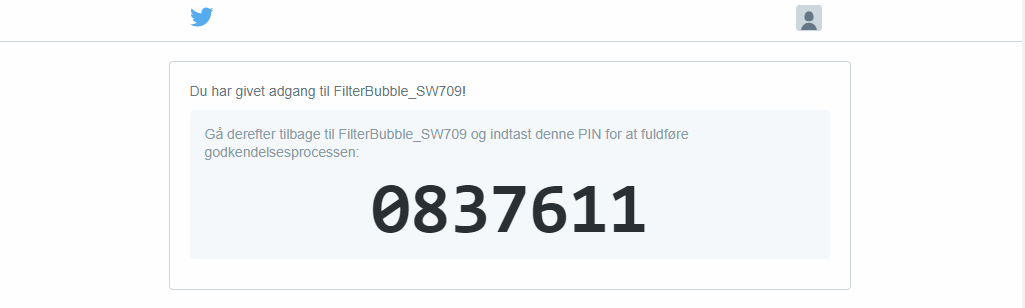 Du har givet adgang til FilterBubble_SW709!
Gå derefter tilbage til FilterBubble_SW709 og indtast denne PIN for at fuldføre
godkendelsesprocessen:
0837611